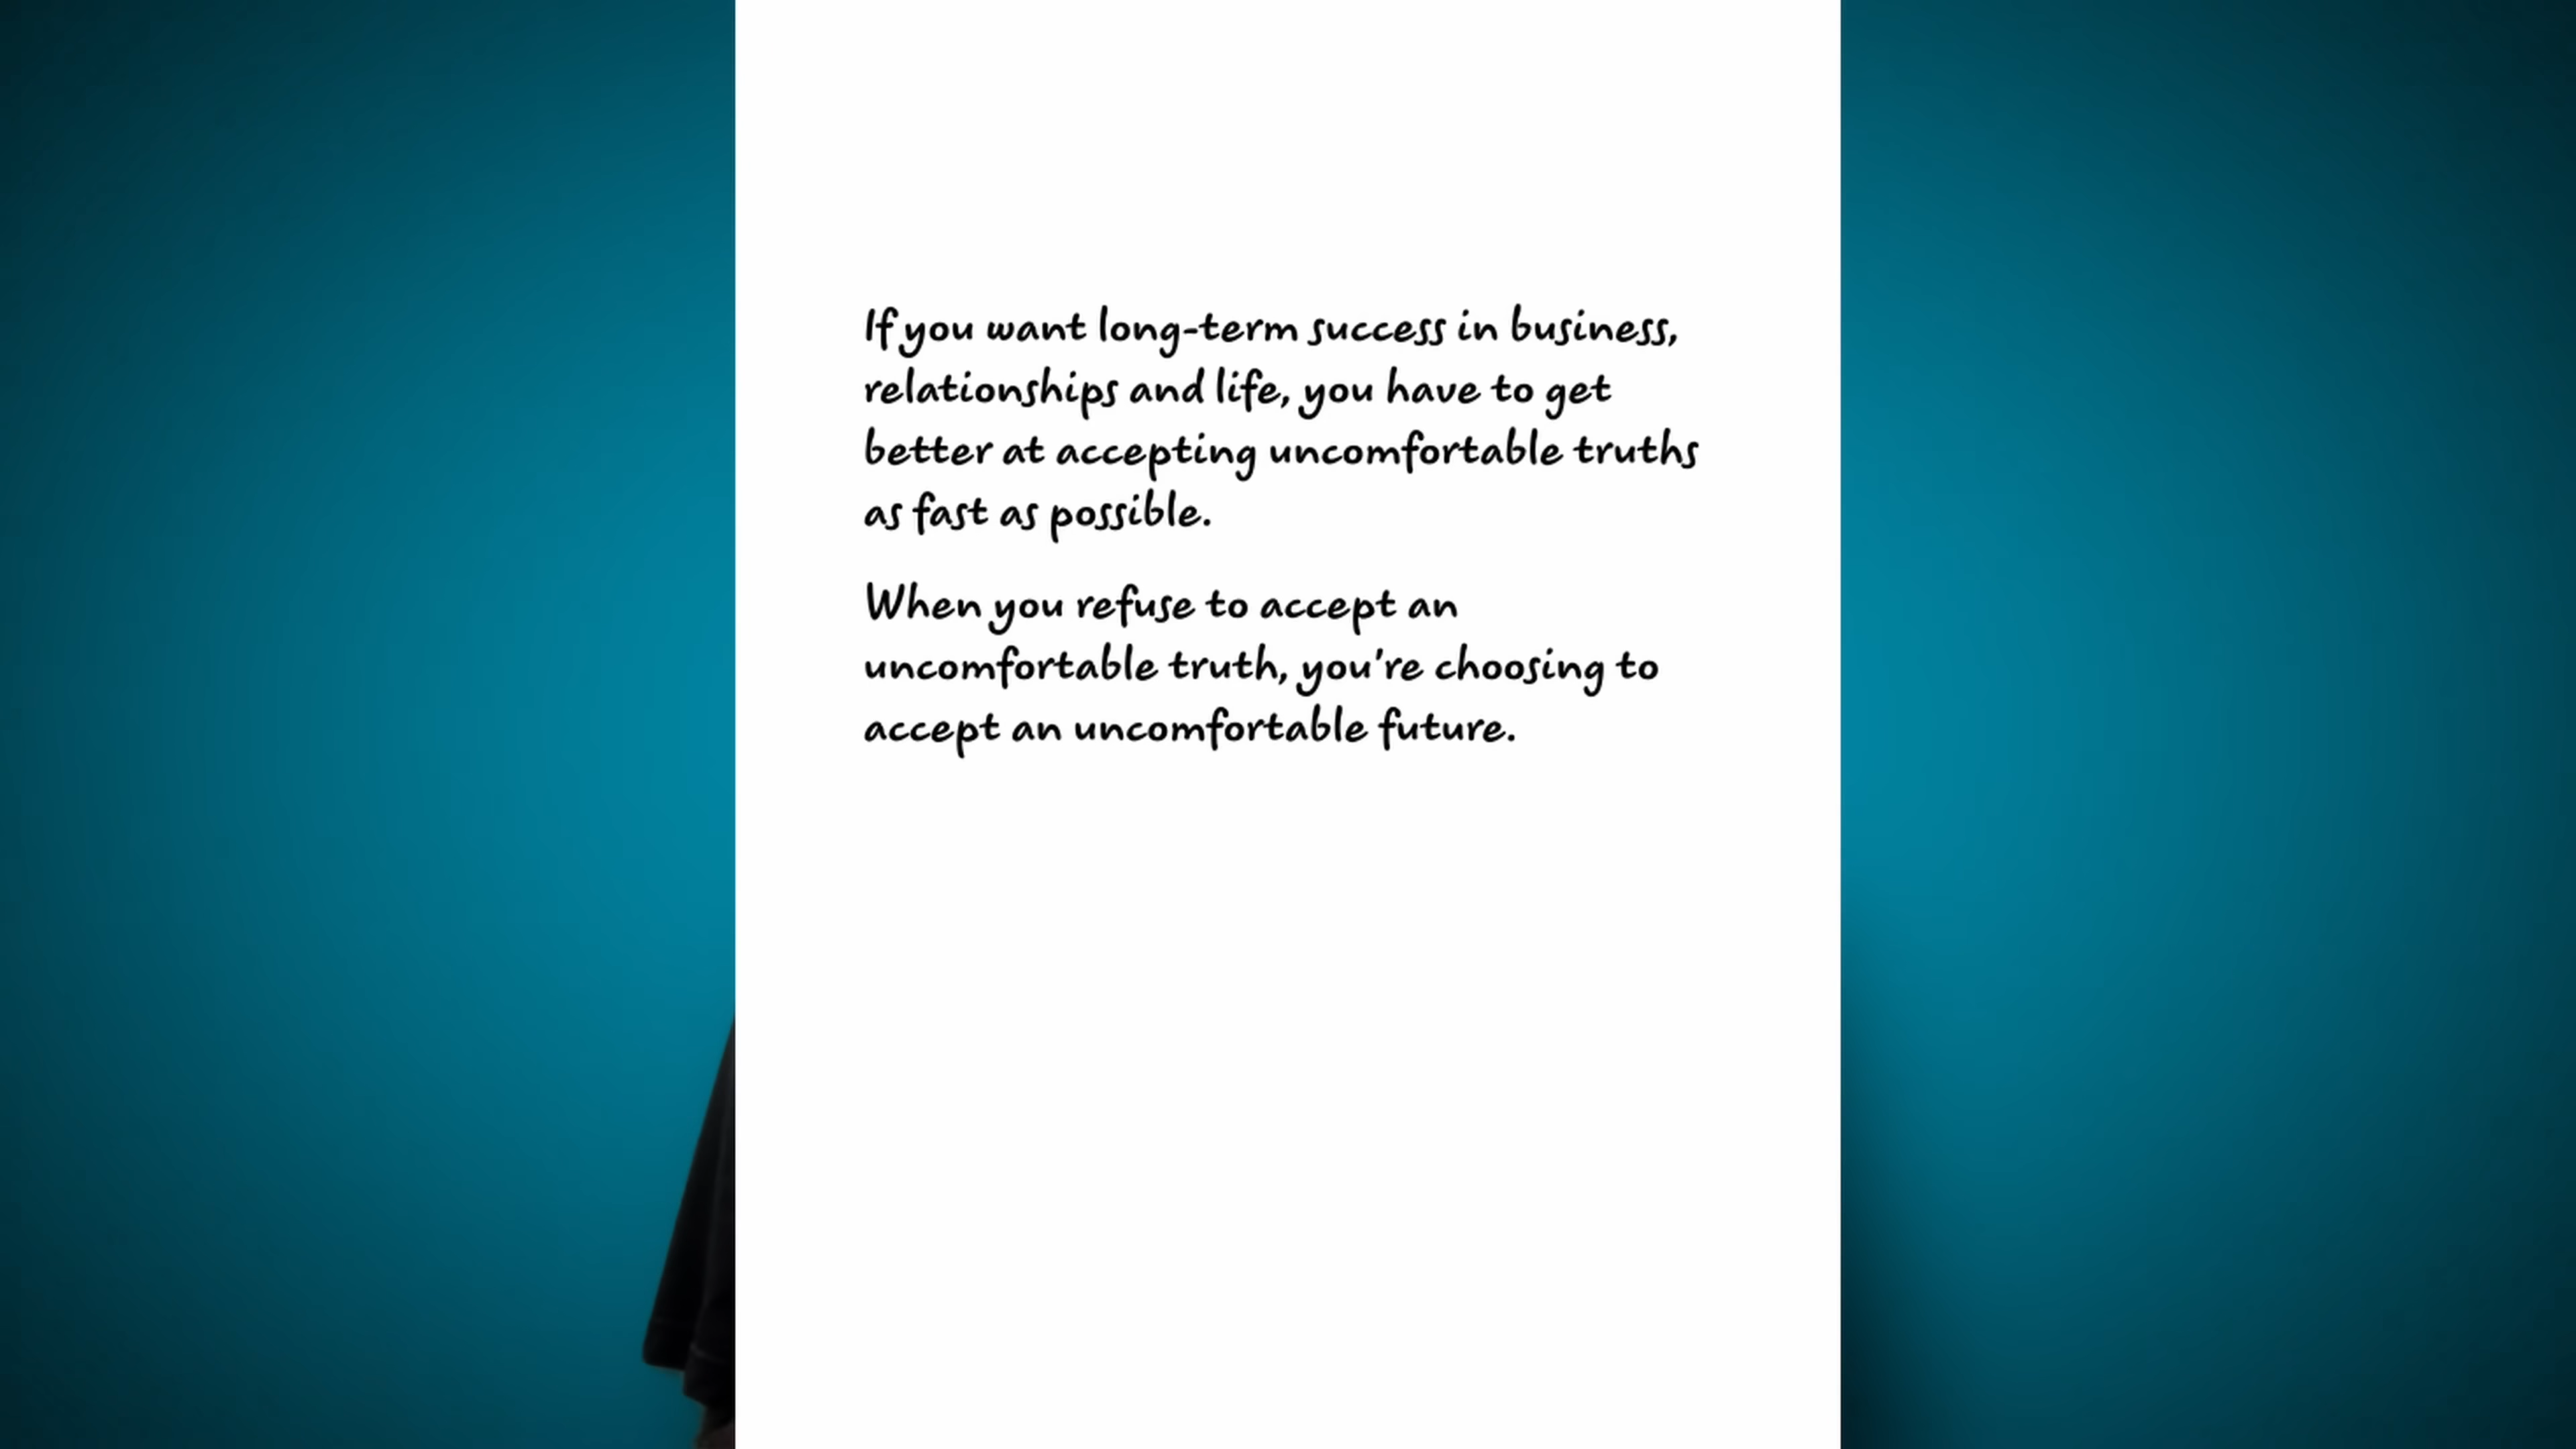 If you want long-term success in business,
relationships and life, you have to get
better at accepting uncomfortable truths
as fast as possible.
When you refuse to accept an
uncomfortable truth, you're choosing to
accept an uncomfortable future.